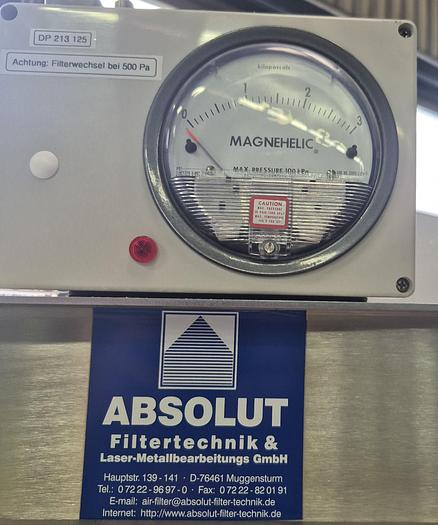 DP 213 125
Achtung: Filterwechsel bei 500 Pa
kilopascals
0 1 2 3
MAGNEHELIC
MAX. PRESSURE 100 kPa
CAUTION
ABSOLUT
Filtertechnik &
Laser-Metallbearbeitungs GmbH
Hauptstr. 139 - 141 · D-76461 Muggensturm
Tel.: 0 72 22 - 96 97 - 0 · Fax: 0 72 22 - 82 01 91
E-mail: air-filter@absolut-filter-technik.de
Internet: http://www.absolut-filter-technik.de